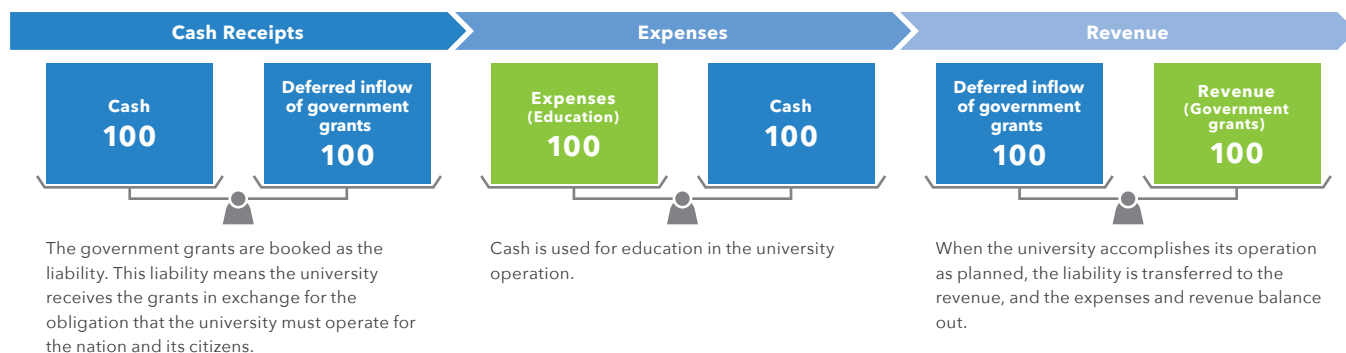 Cash Receipts
Expenses
Revenue
Cash
100
Deferred inflow
of government
grants
100
Expenses
(Education)
100
Cash
100
Deferred inflow
of government
grants
100
Revenue
(Government
grants)
100
The government grants are booked as the
liability. This liability means the university
receives the grants in exchange for the
obligation that the university must operate for
the nation and its citizens.
Cash is used for education in the university
operation.
When the university accomplishes its operation
as planned, the liability is transferred to the
revenue, and the expenses and revenue balance
out.